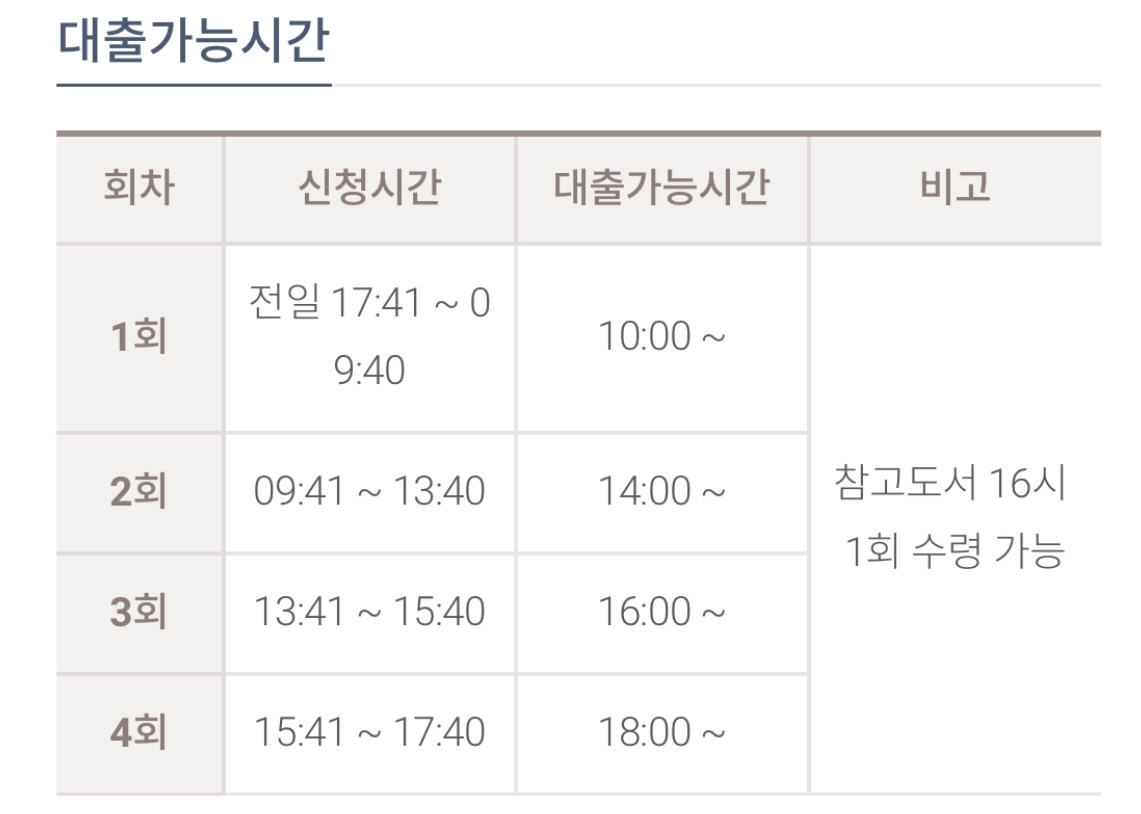 대출가능시간
회차 신청시간 대출가능시간 비고
1회 전일 17:41 ~ 0
9:40 10:00 ~
2회 09:41 ~ 13:40 14:00 ~
3회 13:41 ~ 15:40 16:00 ~
4회 15:41 ~ 17:40 18:00 ~
참고도서 16시
1회 수령 가능